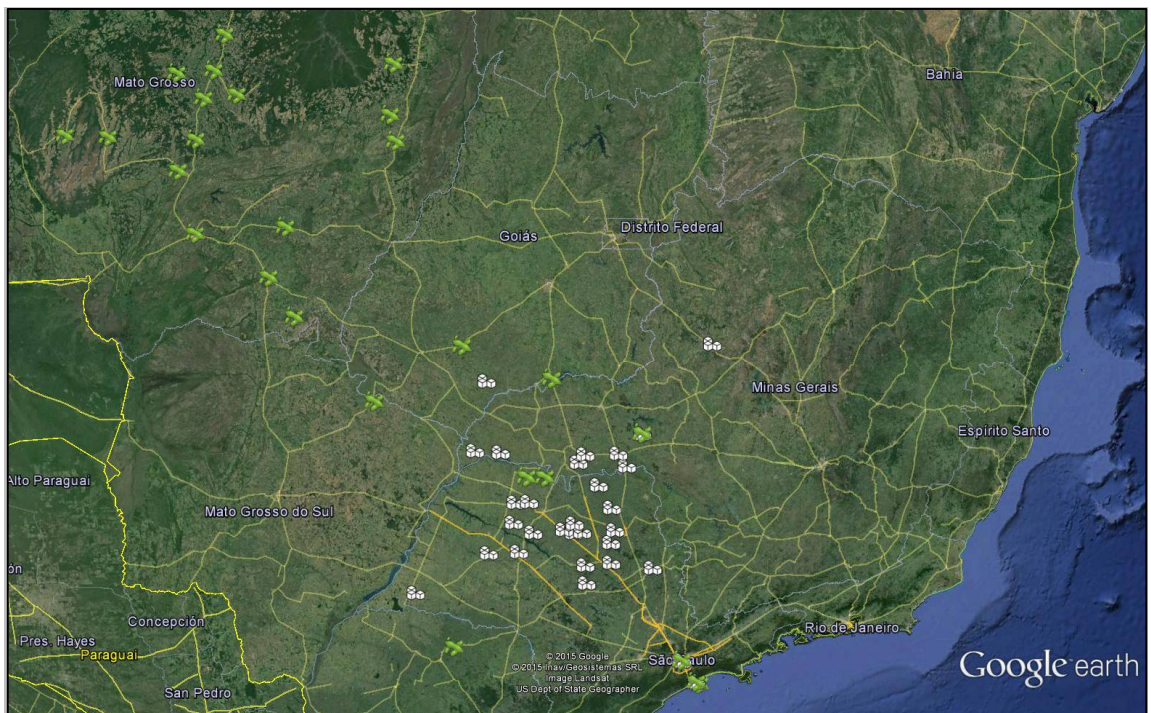 Mato Grosso
Bahia
Goiás
Distrito Federal
Minas Gerais
Espírito Santo
Alto Paraguai
Mato Grosso do Sul
ón
Concepción
Pres. Hayes
Paraguai
San Pedro
Rio de Janeiro
São Paulo
© 2015 Google
© 2015 Inav/Geosistemas SRL
Image Landsat
US Dept of State Geographer
Google earth